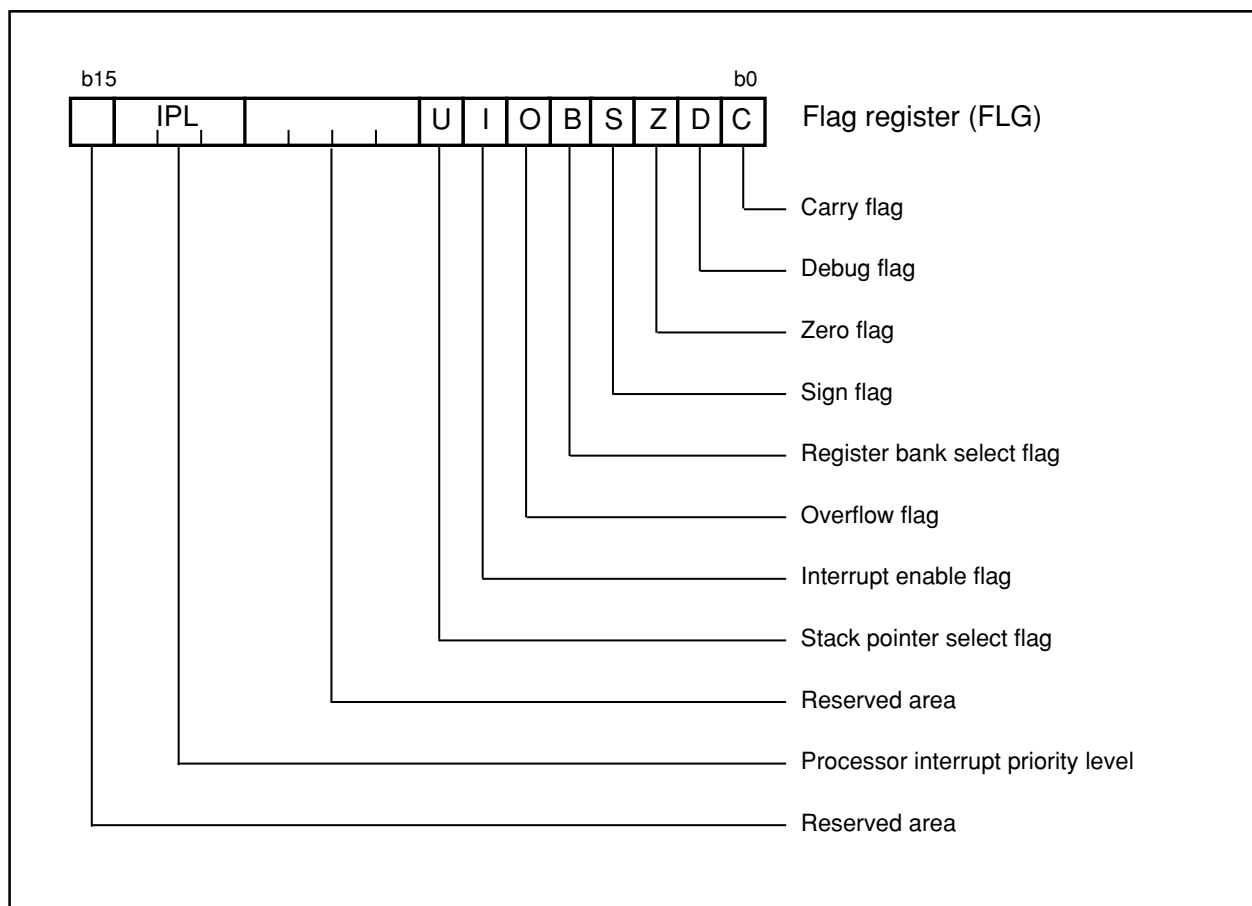 b15 b0
IPL U I O B S Z D C Flag register (FLG)
Carry flag
Debug flag
Zero flag
Sign flag
Register bank select flag
Overflow flag
Interrupt enable flag
Stack pointer select flag
Reserved area
Processor interrupt priority level
Reserved area